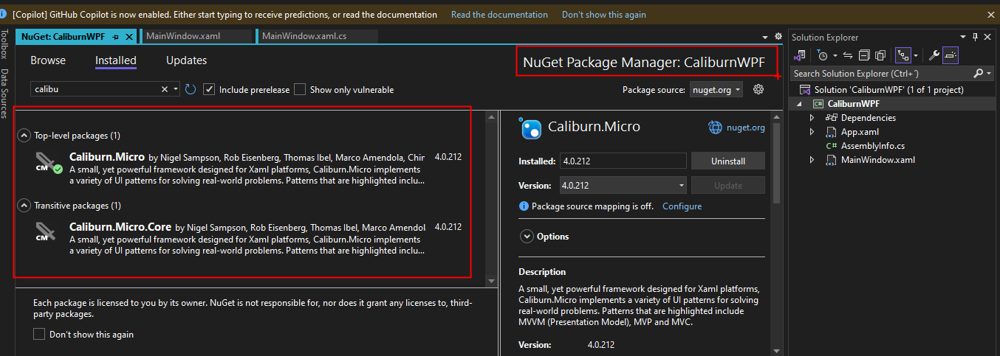 [Copilot] GitHub Copilot is now enabled. Either start typing to receive predictions, or read the documentation Read the documentation Don't show this again
Toolbox
Data Sources
NuGet: CaliburnWPF
MainWindow.xaml
MainWindow.xaml.cs
Browse Installed Updates
NuGet Package Manager: CaliburnWPF
calibu
Include prerelease
Show only vulnerable
Package source: nuget.org
Top-level packages (1)
Caliburn.Micro by Nigel Sampson, Rob Eisenberg, Thomas Ibel, Marco Amendola, Chin 4.0.212
A small, yet powerful framework designed for Xaml platforms, Caliburn.Micro implements
a variety of UI patterns for solving real-world problems. Patterns that are highlighted inclu...
CM
Transitive packages (1)
Caliburn.Micro.Core by Nigel Sampson, Rob Eisenberg, Thomas Ibel, Marco Amendola 4.0.212
A small, yet powerful framework designed for Xaml platforms, Caliburn.Micro implements
a variety of UI patterns for solving real-world problems. Patterns that are highlighted inclu...
CM
Each package is licensed to you by its owner. NuGet is not responsible for, nor does it grant any licenses to, third-
party packages.
Don't show this again
Caliburn.Micro
nuget.org
Installed: 4.0.212 Uninstall
Version: 4.0.212 Update
Package source mapping is off. Configure
Options
Description
A small, yet powerful framework designed for Xaml platforms,
Caliburn.Micro implements a variety of UI patterns for solving
real-world problems. Patterns that are highlighted include
MVVM (Presentation Model), MVP and MVC.
Version: 4.0.212
Solution Explorer
Search Solution Explorer (Ctrl+¨)
Solution 'CaliburnWPF' (1 of 1 project)
C# CaliburnWPF
Dependencies
App.xaml
C# AssemblyInfo.cs
MainWindow.xaml